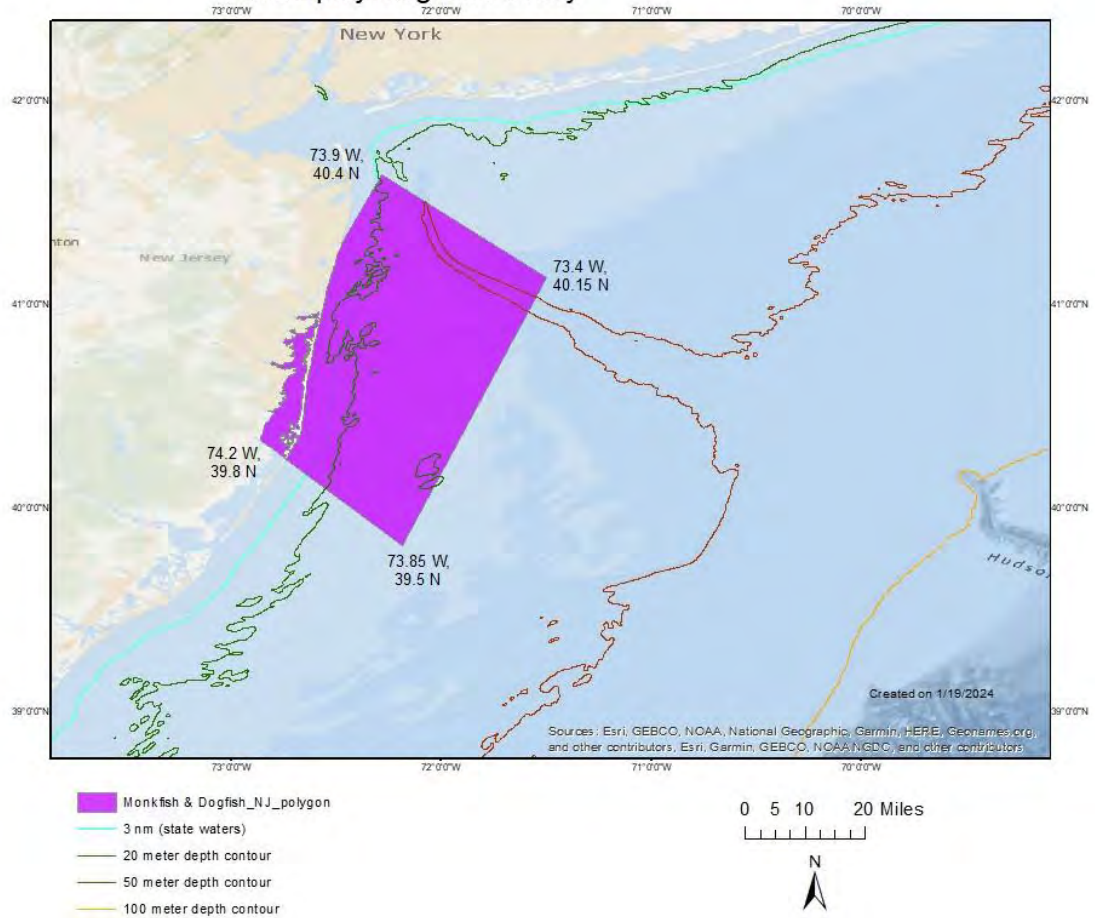 73°0'0"W 72°0'0"W 71°0'0"W 70°0'0"W
New York
42°0'0"N 42°0'0"N
73.9 W,
40.4 N
New Jersey
73.4 W,
40.15 N
41°0'0"N 41°0'0"N
74.2 W,
39.8 N
40°0'0"N 40°0'0"N
73.85 W,
39.5 N
Created on 1/19/2024
39°0'0"N 39°0'0"N
Sources: Esri, GEBCO, NOAA, National Geographic, Garmin, HERE, Geonames.org,
and other contributors, Esri, Garmin, GEBCO, NOAA NGDC, and other contributors
73°0'0"W 72°0'0"W 71°0'0"W 70°0'0"W
Monkfish & Dogfish_NJ_polygon
3 nm (state waters)
20 meter depth contour
50 meter depth contour
100 meter depth contour
0 5 10 20 Miles
N